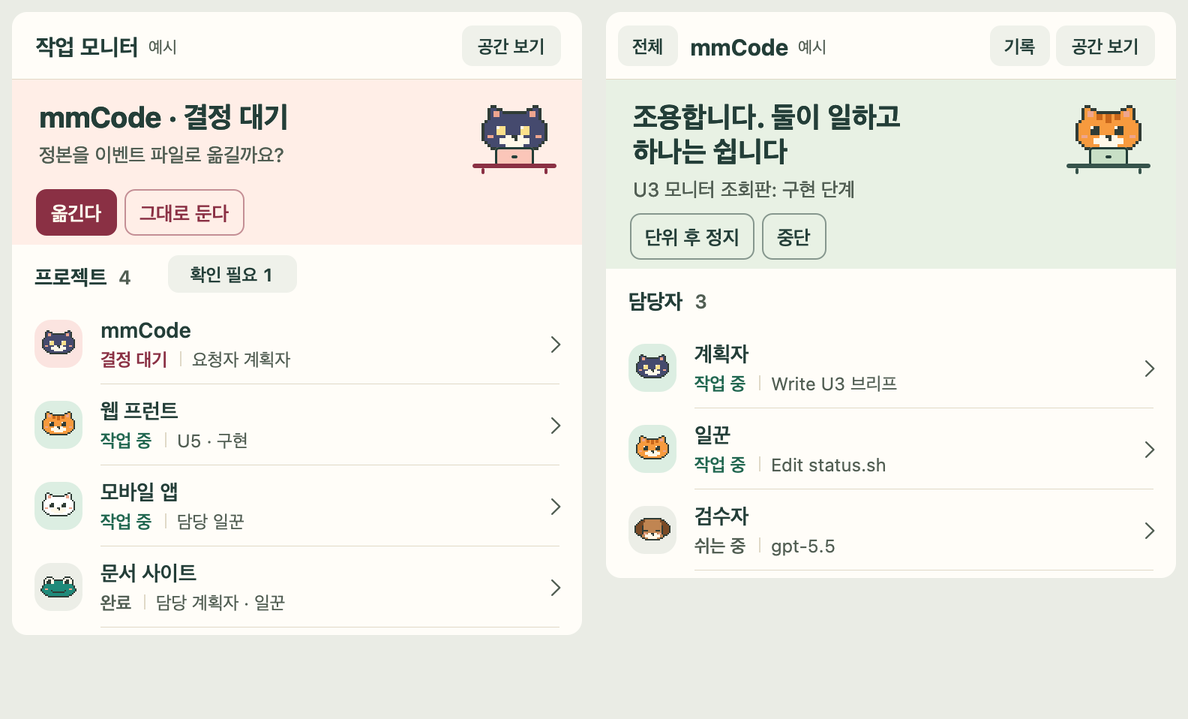 작업 모니터 예시
공간 보기
mmCode · 결정 대기
정본을 이벤트 파일로 옮길까요?
옮긴다
그대로 둔다
프로젝트 4
확인 필요 1
mmCode
결정 대기 | 요청자 계획자
웹 프런트
작업 중 | U5 · 구현
모바일 앱
작업 중 | 담당 일꾼
문서 사이트
완료 | 담당 계획자 · 일꾼
전체
mmCode 예시
기록
공간 보기
조용합니다. 둘이 일하고
하나는 쉽니다
U3 모니터 조회판: 구현 단계
단위 후 정지
중단
담당자 3
계획자
작업 중 | Write U3 브리프
일꾼
작업 중 | Edit status.sh
검수자
쉬는 중 | gpt-5.5